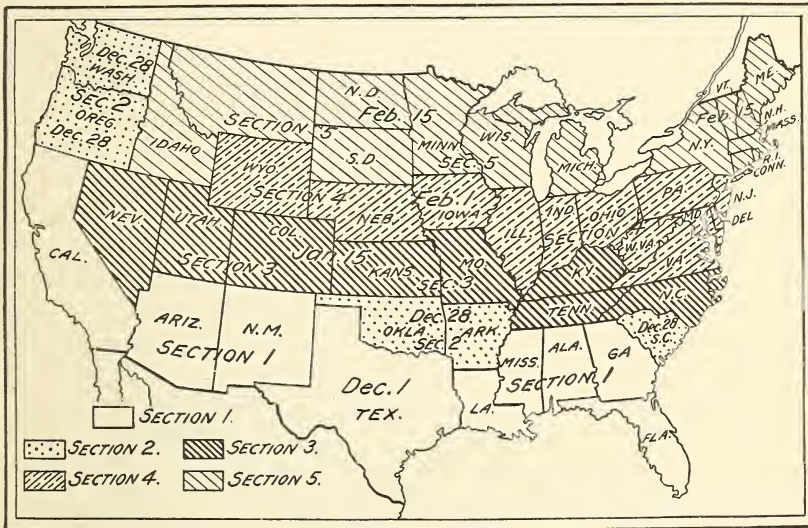 Dec. 28
WASH.
SEC. 2
OREG
Dec. 28
IDAHO
SECTION 5
N.D.
Feb. 15
S.D.
MINN
SEC. 5
WIS.
MICH.
VT.
ME.
Feb. 15
N.H.
MASS.
N.Y.
R.I.
CONN.
WYO.
SECTION 4
NEB.
Feb. 1
IOWA
ILL.
IND.
OHIO
SECTION 4
PA.
N.J.
MD.
DEL
W.VA.
VA.
NEV.
UTAH.
COL.
Jan. 15
SECTION 3
KANS.
SEC. 3
MO.
KY.
TENN.
N.C.
CAL.
ARIZ.
N.M.
SECTION 1
Dec. 28
OKLA.
SEC. 2
ARK.
Dec. 28
S.C.
MISS.
ALA.
GA
SECTION 1
Dec. 1
TEX.
LA.
FLA.
SECTION 1.
SECTION 2.
SECTION 3.
SECTION 4.
SECTION 5.